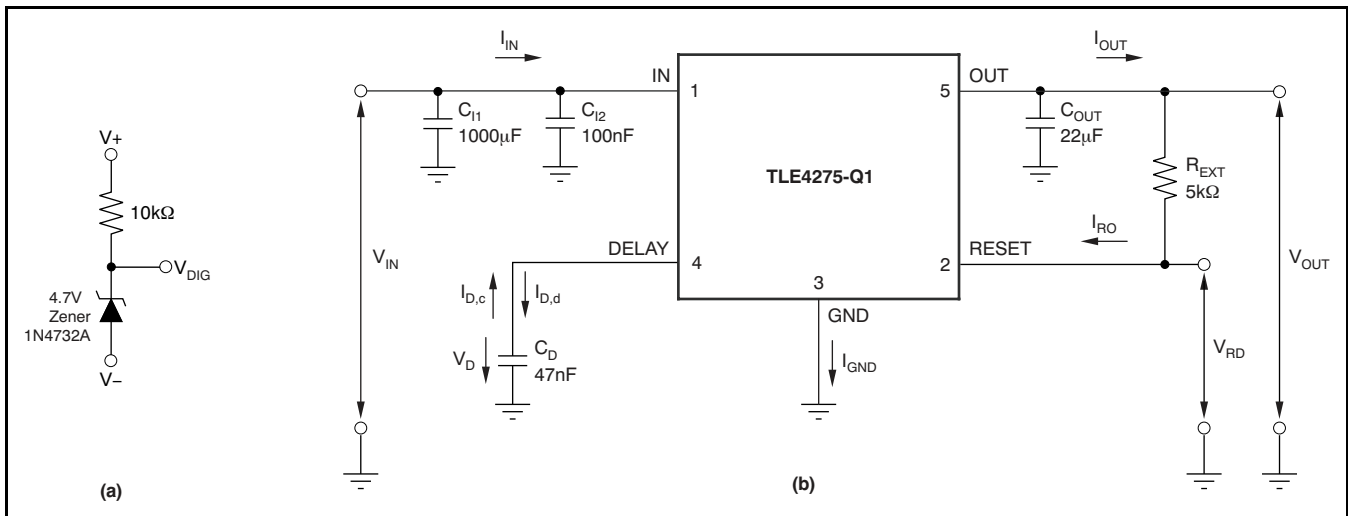 V+
10kΩ
V_DIG
4.7V
Zener
1N4732A
V–
(a)
I_IN
IN
1
C_I1
1000μF
C_I2
100nF
V_IN
TLE4275-Q1
DELAY
4
I_D,c
I_D,d
V_D
C_D
47nF
3
GND
I_GND
OUT
5
I_OUT
C_OUT
22μF
R_EXT
5kΩ
I_RO
RESET
2
V_RD
V_OUT
(b)